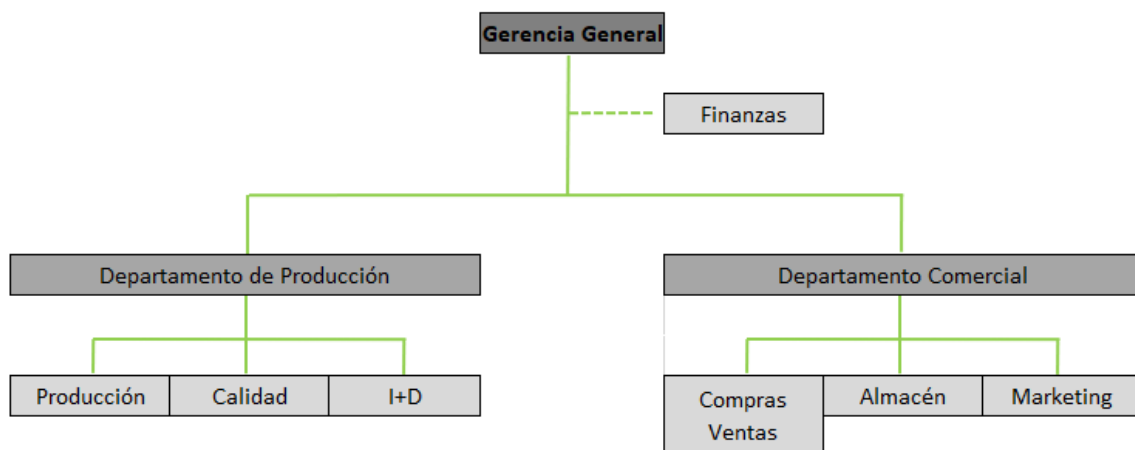 Gerencia General
Finanzas
Departamento de Producción
Departamento Comercial
Producción
Calidad
I+D
Compras
Ventas
Almacén
Marketing